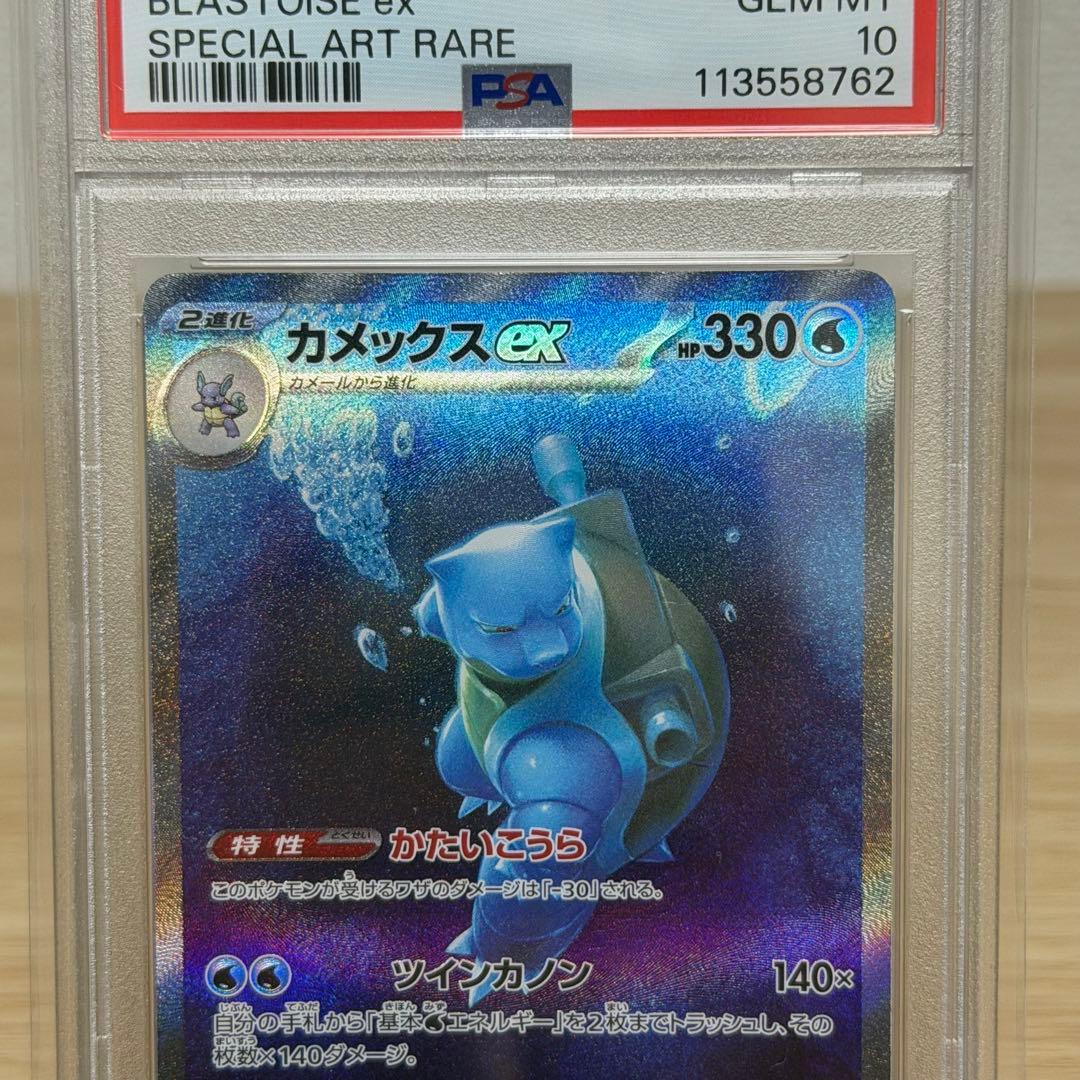 BLASTOISE ex GEM MT
SPECIAL ART RARE 10
PSA 113558762
2進化 カメックスex HP330
カメールから進化
特性 とくせい かたいこうら
う
このポケモンが受けるワザのダメージは「-30」される。
ツインカノン 140×
じぶん てふだ きほん みず まい
自分の手札から「基本エネルギー」を2枚までトラッシュし、その
まいすう
枚数×140ダメージ。